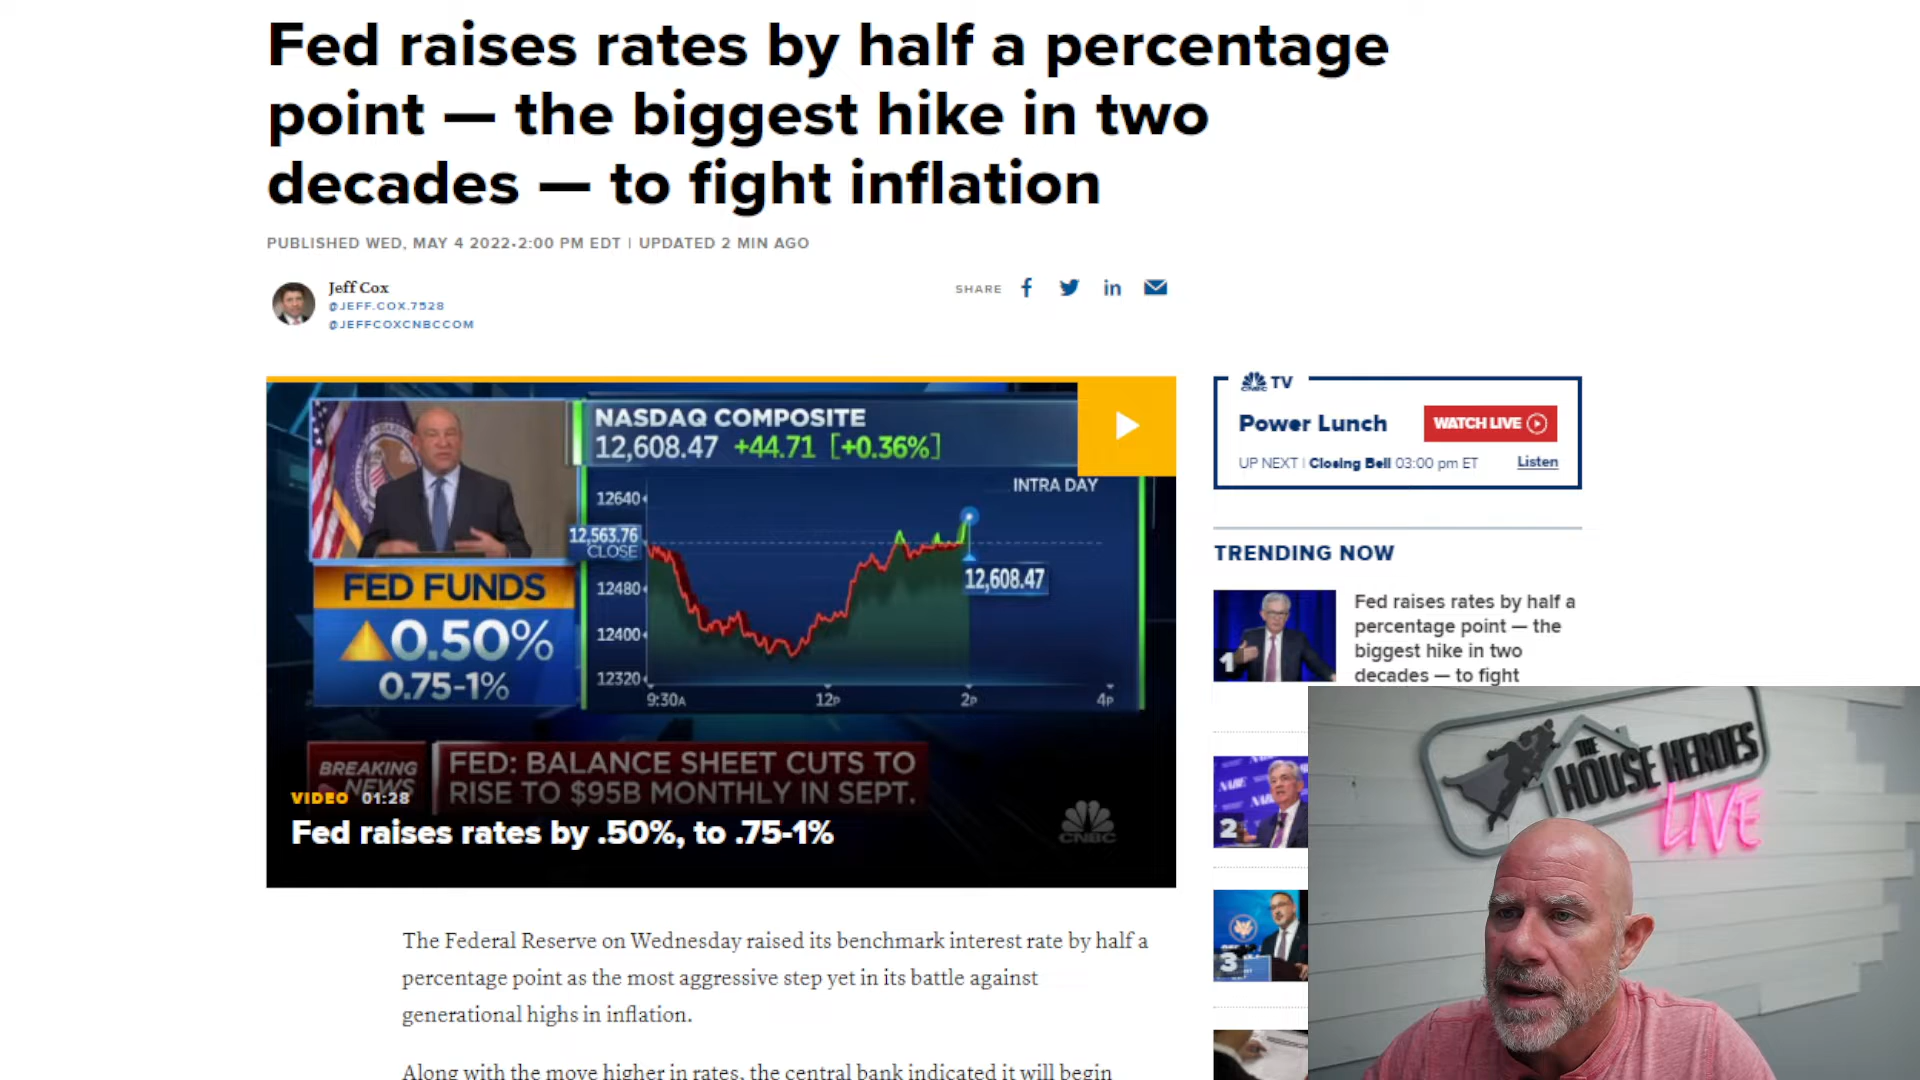 Fed raises rates by half a percentage
point — the biggest hike in two
decades — to fight inflation
PUBLISHED WED, MAY 4 2022•2:00 PM EDT | UPDATED 2 MIN AGO
Jeff Cox
@JEFF.COX.7528
@JEFFCOXCNBCCOM
SHARE
NASDAQ COMPOSITE
12,608.47 +44.71 [+0.36%]
INTRA DAY
12640
12,563.76
CLOSE
12480
12400
12320
12,608.47
9:30A 12P 2P 4P
FED FUNDS
0.50%
0.75-1%
BREAKING
NEWS
FED: BALANCE SHEET CUTS TO
RISE TO $95B MONTHLY IN SEPT.
VIDEO 01:28
Fed raises rates by .50%, to .75-1%
CNBC
The Federal Reserve on Wednesday raised its benchmark interest rate by half a
percentage point as the most aggressive step yet in its battle against
generational highs in inflation.
Along with the move higher in rates, the central bank indicated it will begin
CNBC TV
Power Lunch
WATCH LIVE
UP NEXT | Closing Bell 03:00 pm ET
Listen
TRENDING NOW
1
Fed raises rates by half a
percentage point — the
biggest hike in two
decades — to fight
2
3
THE
HOUSE HEROES
LIVE